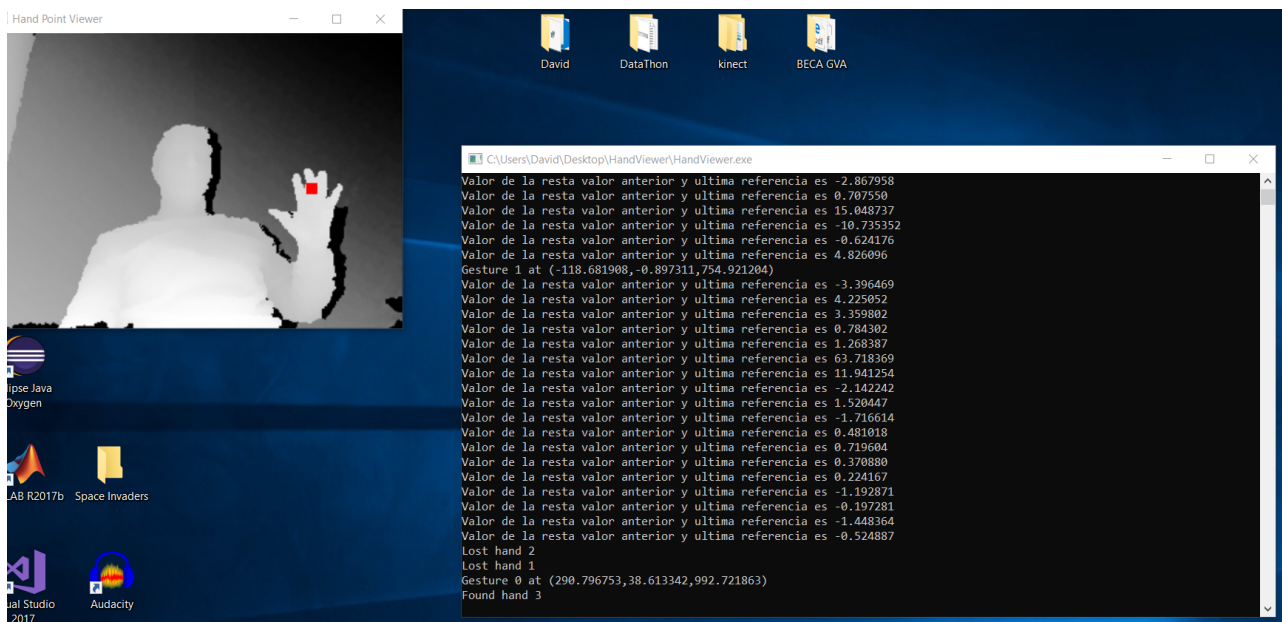 Hand Point Viewer
David
DataThon
kinect
BECA GVA
C:\Users\David\Desktop\HandViewer\HandViewer.exe
Valor de la resta valor anterior y ultima referencia es -2.867958
Valor de la resta valor anterior y ultima referencia es 0.707550
Valor de la resta valor anterior y ultima referencia es 15.048737
Valor de la resta valor anterior y ultima referencia es -10.735352
Valor de la resta valor anterior y ultima referencia es -0.624176
Valor de la resta valor anterior y ultima referencia es 4.826096
Gesture 1 at (-118.681908,-0.897311,754.921204)
Valor de la resta valor anterior y ultima referencia es -3.396469
Valor de la resta valor anterior y ultima referencia es 4.225052
Valor de la resta valor anterior y ultima referencia es 3.359802
Valor de la resta valor anterior y ultima referencia es 0.784302
Valor de la resta valor anterior y ultima referencia es 1.268387
Valor de la resta valor anterior y ultima referencia es 63.718369
Valor de la resta valor anterior y ultima referencia es 11.941254
Valor de la resta valor anterior y ultima referencia es -2.142242
Valor de la resta valor anterior y ultima referencia es 1.520447
Valor de la resta valor anterior y ultima referencia es -1.716614
Valor de la resta valor anterior y ultima referencia es 0.481018
Valor de la resta valor anterior y ultima referencia es 0.719604
Valor de la resta valor anterior y ultima referencia es 0.370880
Valor de la resta valor anterior y ultima referencia es 0.224167
Valor de la resta valor anterior y ultima referencia es -1.192871
Valor de la resta valor anterior y ultima referencia es -0.197281
Valor de la resta valor anterior y ultima referencia es -1.448364
Valor de la resta valor anterior y ultima referencia es -0.524887
Lost hand 2
Lost hand 1
Gesture 0 at (290.796753,38.613342,992.721863)
Found hand 3
lipse Java
Oxygen
LAB R2017b
Space Invaders
ual Studio
2017
Audacity